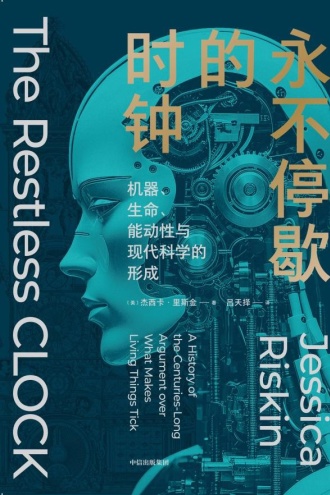 永不停歇
的
时钟
The Restless CLOCK
机器、
生命、
能动性与
现代科学的
形成
（美）杰西卡·里斯金 著
吕天择 译
A History of
the Centuries-Long
Argument over
What Makes
Living Things Tick
Jessica
Riskin
中信出版集团